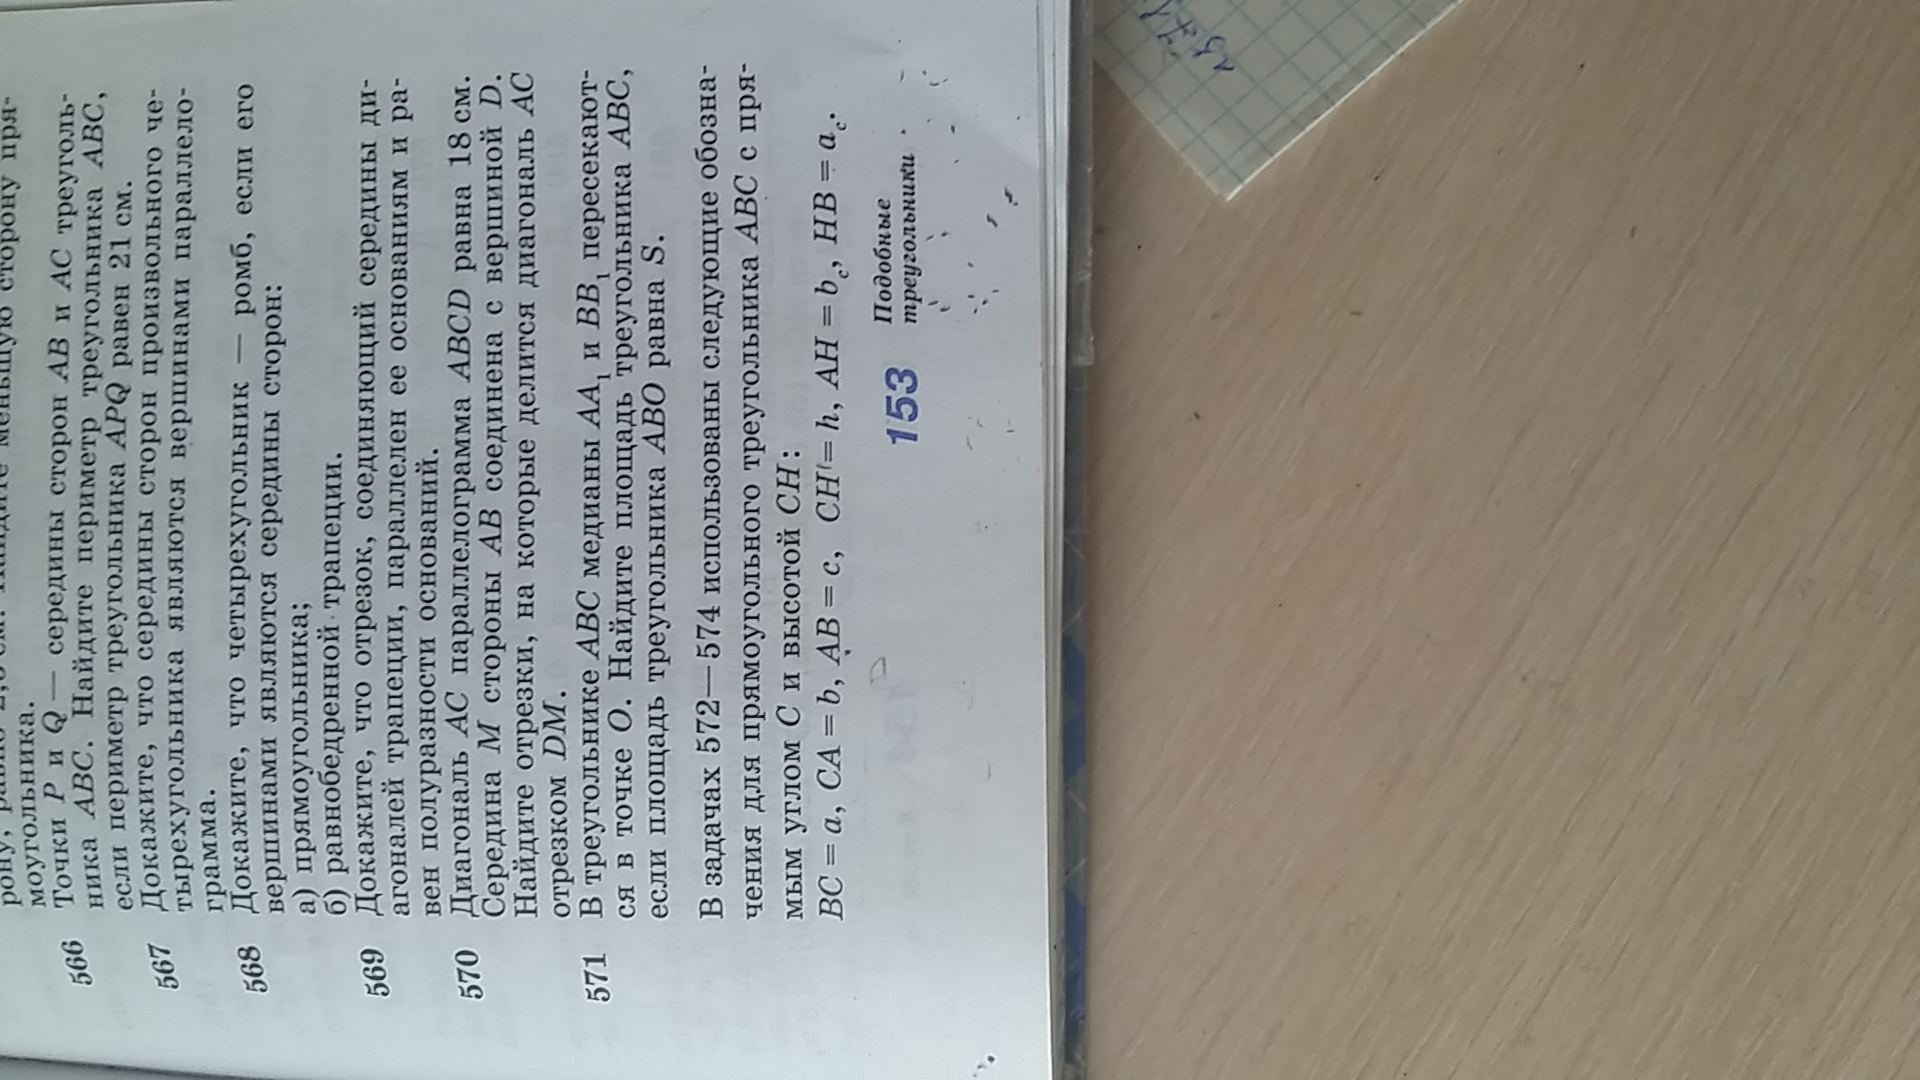 моугольника.
566 Точки P и Q — середины сторон AB и AC треуголь-
ника ABC. Найдите периметр треугольника ABC,
если периметр треугольника APQ равен 21 см.
567 Докажите, что середины сторон произвольного че-
тырехугольника являются вершинами параллело-
грамма.
568 Докажите, что четырехугольник — ромб, если его
вершинами являются середины сторон:
а) прямоугольника;
б) равнобедренной трапеции.
569 Докажите, что отрезок, соединяющий середины ди-
агоналей трапеции, параллелен ее основаниям и ра-
вен полуразности оснований.
570 Диагональ AC параллелограмма ABCD равна 18 см.
Середина M стороны AB соединена с вершиной D.
Найдите отрезки, на которые делится диагональ AC
отрезком DM.
571 В треугольнике ABC медианы AA₁ и BB₁ пересекают-
ся в точке O. Найдите площадь треугольника ABC,
если площадь треугольника ABO равна S.
В задачах 572—574 использованы следующие обозна-
чения для прямоугольного треугольника ABC с пря-
мым углом C и высотой CH:
BC = a, CA = b, AB = c, CH = h, AH = b_c, HB = a_c.
153 Подобные
треугольники